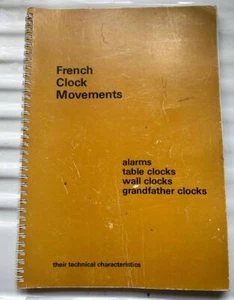 French
Clock
Movements
alarms
table clocks
wall clocks
grandfather clocks
their technical characteristics